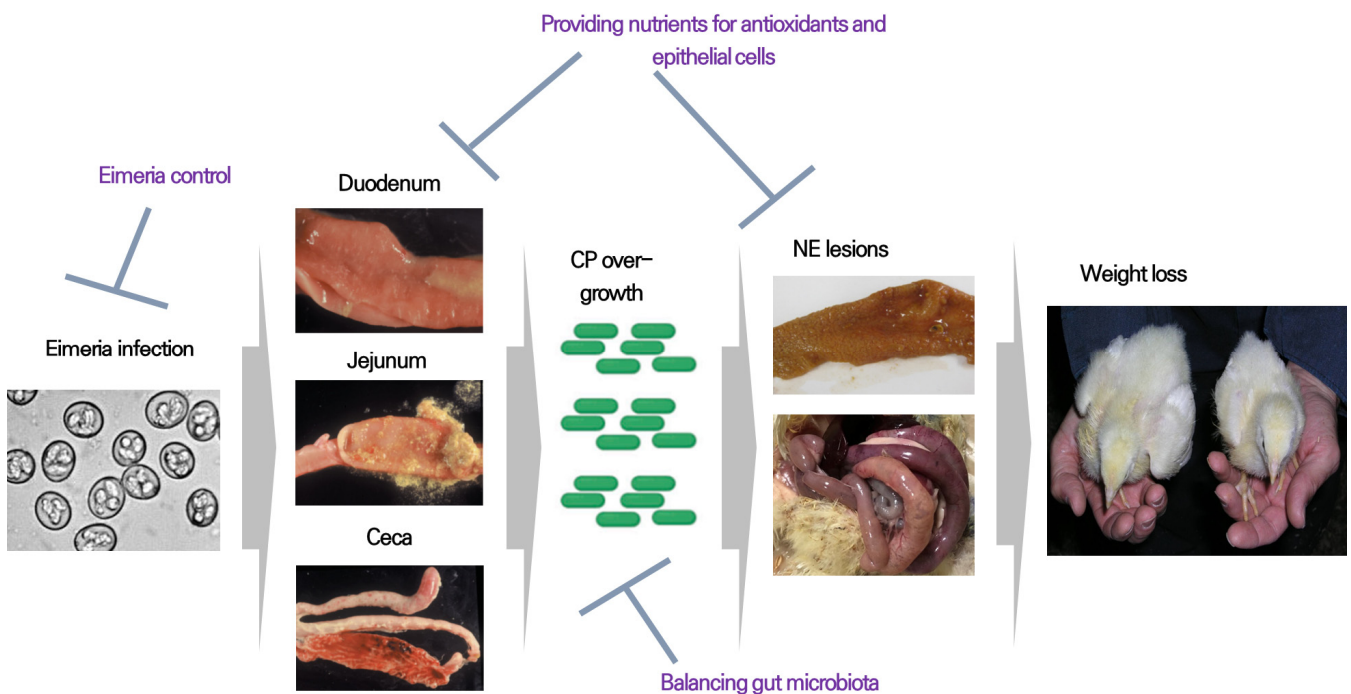 Providing nutrients for antioxidants and
epithelial cells
Eimeria control
Duodenum
CP over-
growth
NE lesions
Weight loss
Eimeria infection
Jejunum
Ceca
Balancing gut microbiota